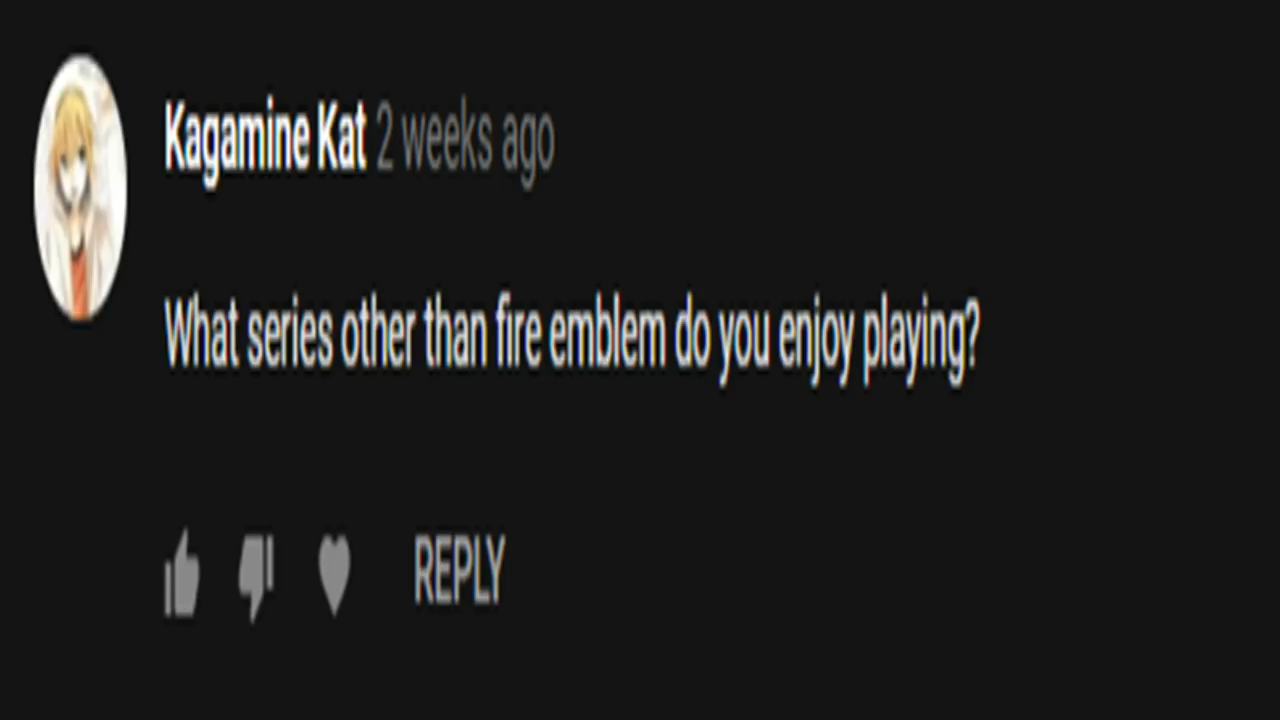 Kagamine Kat 2 weeks ago
What series other than fire emblem do you enjoy playing?
REPLY